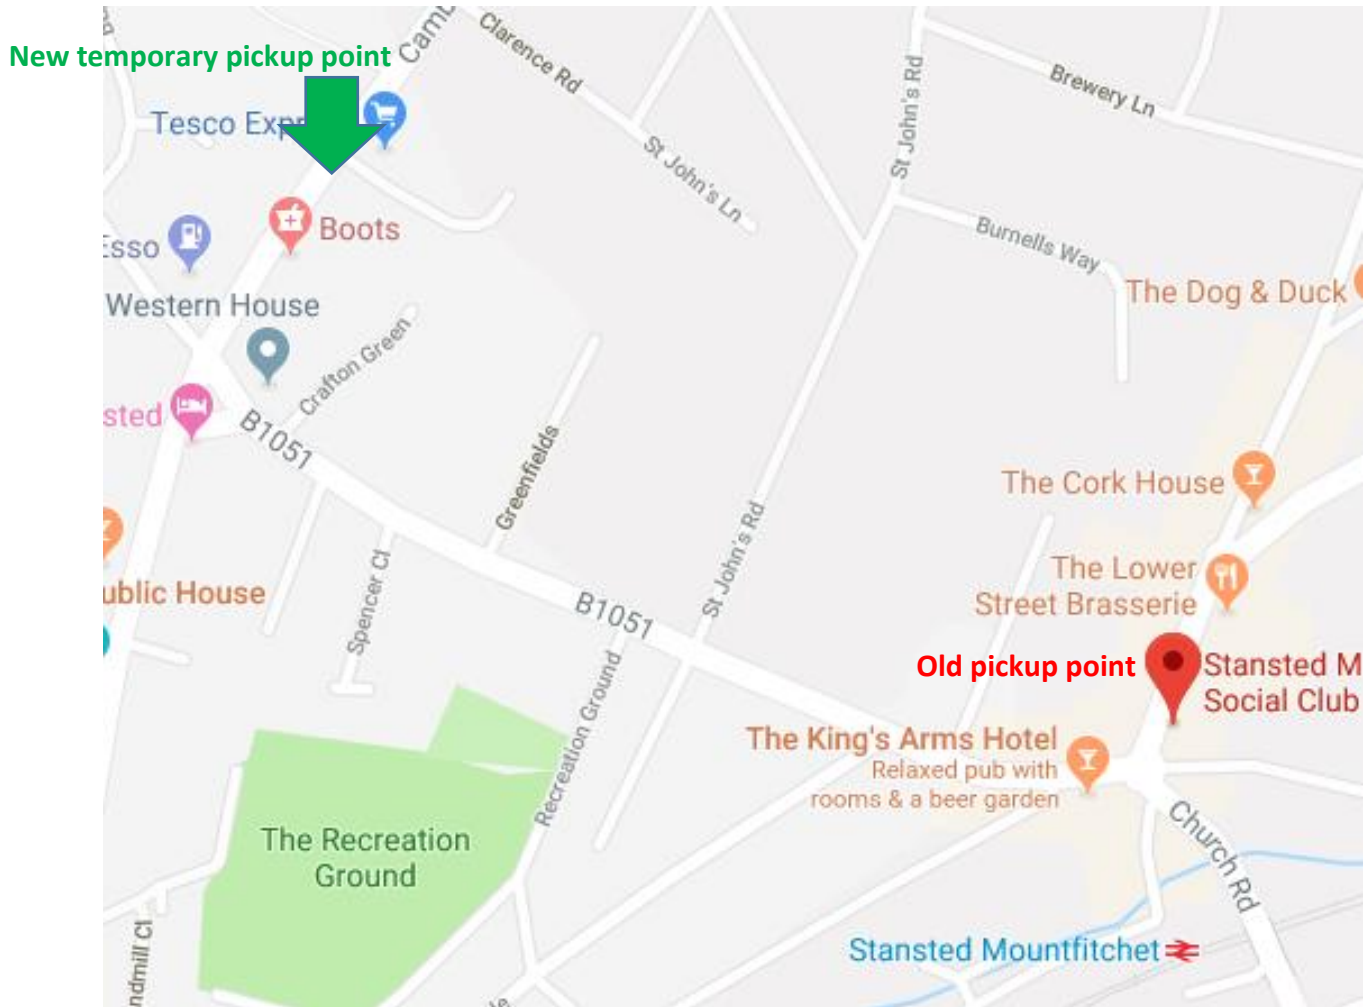 New temporary pickup point
Camb
Clarence Rd
Brewery Ln
St John's Rd
Tesco Exp
St John's Ln
Boots
Esso
Burnells Way
The Dog & Duck
Western House
Crafton Green
sted
B1051
Greenfields
The Cork House
St John's Rd
The Lower
Street Brasserie
Spencer Cl
ublic House
B1051
Old pickup point
Stansted M
Social Club
Recreation Ground
The King's Arms Hotel
Relaxed pub with
rooms & a beer garden
Church Rd
The Recreation
Ground
ndmill Cl
Stansted Mountfitchet